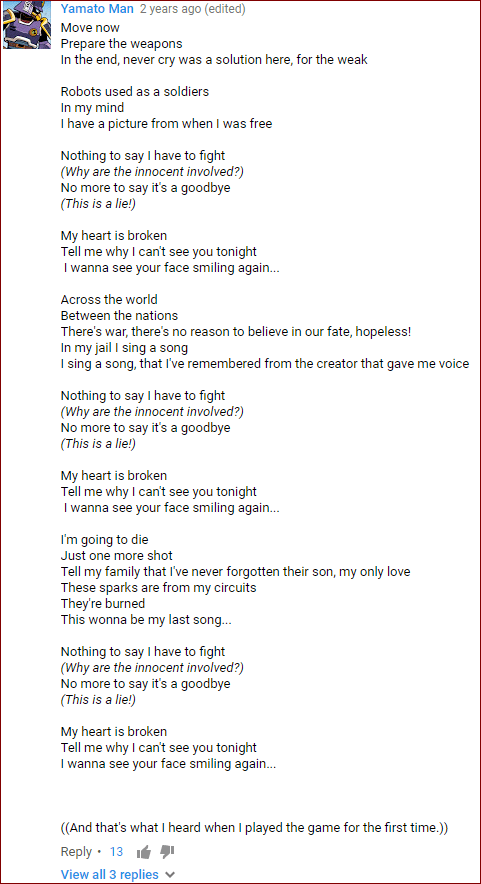 Yamato Man 2 years ago (edited)
Move now
Prepare the weapons
In the end, never cry was a solution here, for the weak
Robots used as a soldiers
In my mind
I have a picture from when I was free
Nothing to say I have to fight
(Why are the innocent involved?)
No more to say it's a goodbye
(This is a lie!)
My heart is broken
Tell me why I can't see you tonight
I wanna see your face smiling again...
Across the world
Between the nations
There's war, there's no reason to believe in our fate, hopeless!
In my jail I sing a song
I sing a song, that I've remembered from the creator that gave me voice
Nothing to say I have to fight
(Why are the innocent involved?)
No more to say it's a goodbye
(This is a lie!)
My heart is broken
Tell me why I can't see you tonight
I wanna see your face smiling again...
I'm going to die
Just one more shot
Tell my family that I've never forgotten their son, my only love
These sparks are from my circuits
They're burned
This wonna be my last song...
Nothing to say I have to fight
(Why are the innocent involved?)
No more to say it's a goodbye
(This is a lie!)
My heart is broken
Tell me why I can't see you tonight
I wanna see your face smiling again...
((And that's what I heard when I played the game for the first time.))
Reply • 13
View all 3 replies